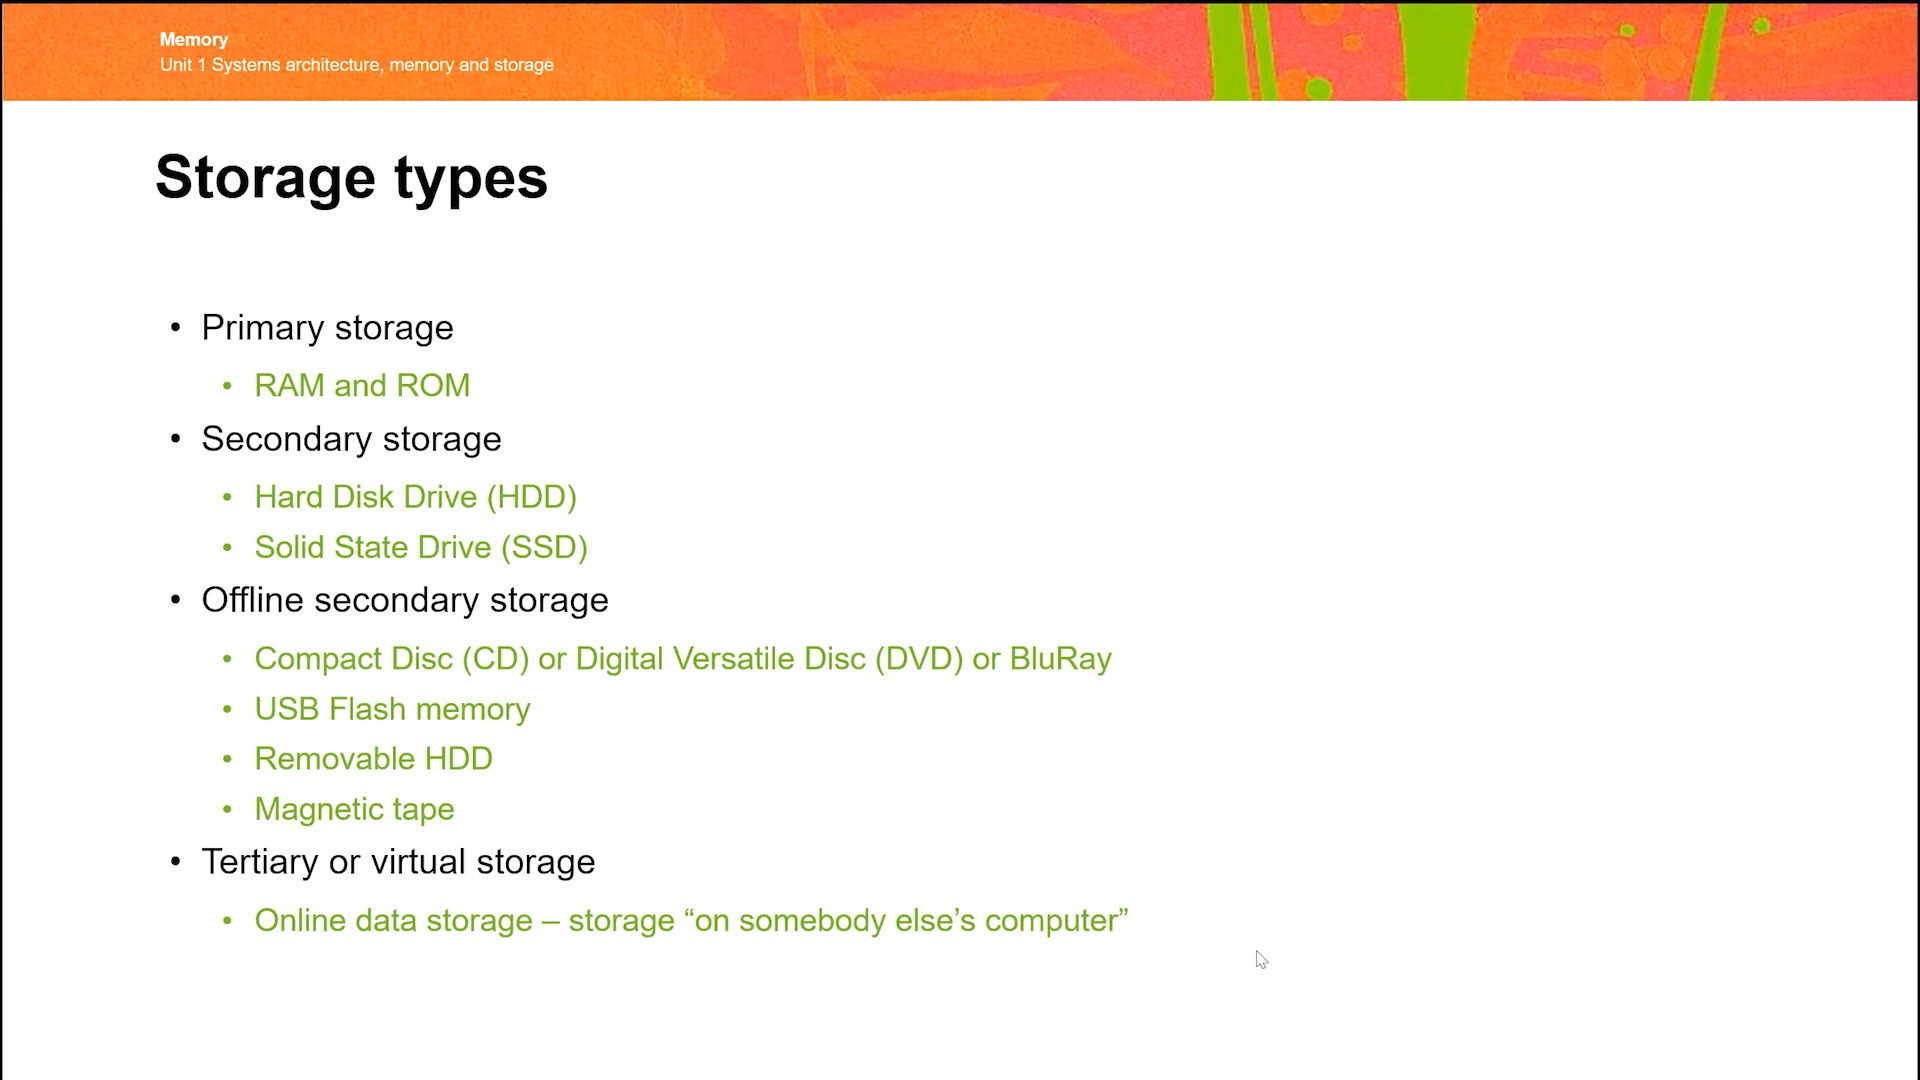 Memory
Unit 1 Systems architecture, memory and storage
Storage types
• Primary storage
• RAM and ROM
• Secondary storage
• Hard Disk Drive (HDD)
• Solid State Drive (SSD)
• Offline secondary storage
• Compact Disc (CD) or Digital Versatile Disc (DVD) or BluRay
• USB Flash memory
• Removable HDD
• Magnetic tape
• Tertiary or virtual storage
• Online data storage – storage “on somebody else’s computer”